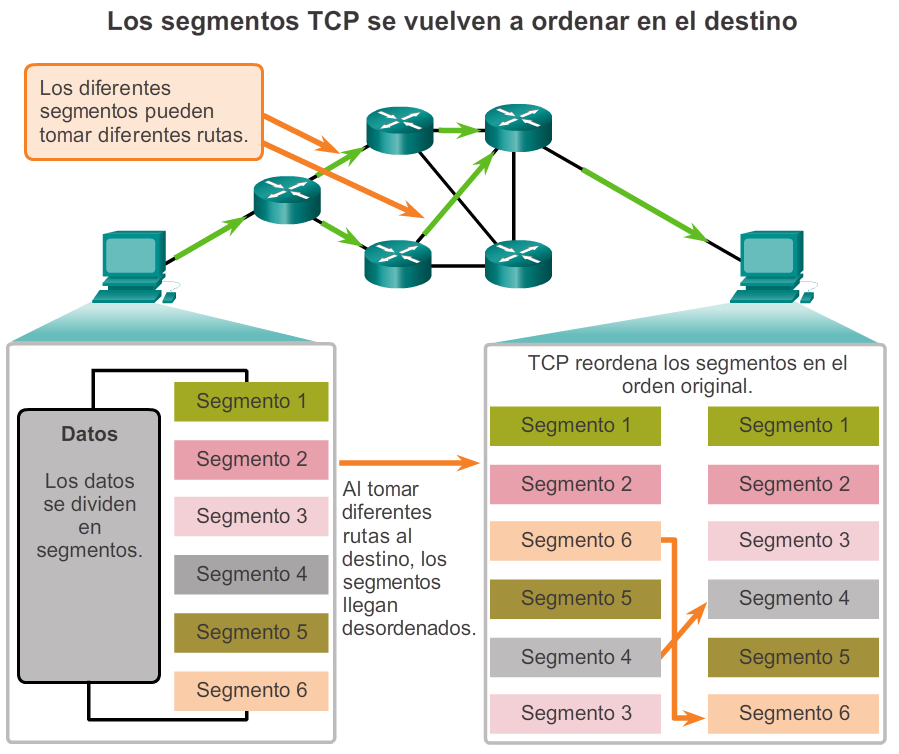 Los segmentos TCP se vuelven a ordenar en el destino
Los diferentes
segmentos pueden
tomar diferentes rutas.
Datos
Los datos
se dividen
en
segmentos.
Segmento 1
Segmento 2
Segmento 3
Segmento 4
Segmento 5
Segmento 6
Al tomar
diferentes
rutas al
destino, los
segmentos
llegan
desordenados.
TCP reordena los segmentos en el
orden original.
Segmento 1
Segmento 2
Segmento 6
Segmento 5
Segmento 4
Segmento 3
Segmento 1
Segmento 2
Segmento 3
Segmento 4
Segmento 5
Segmento 6